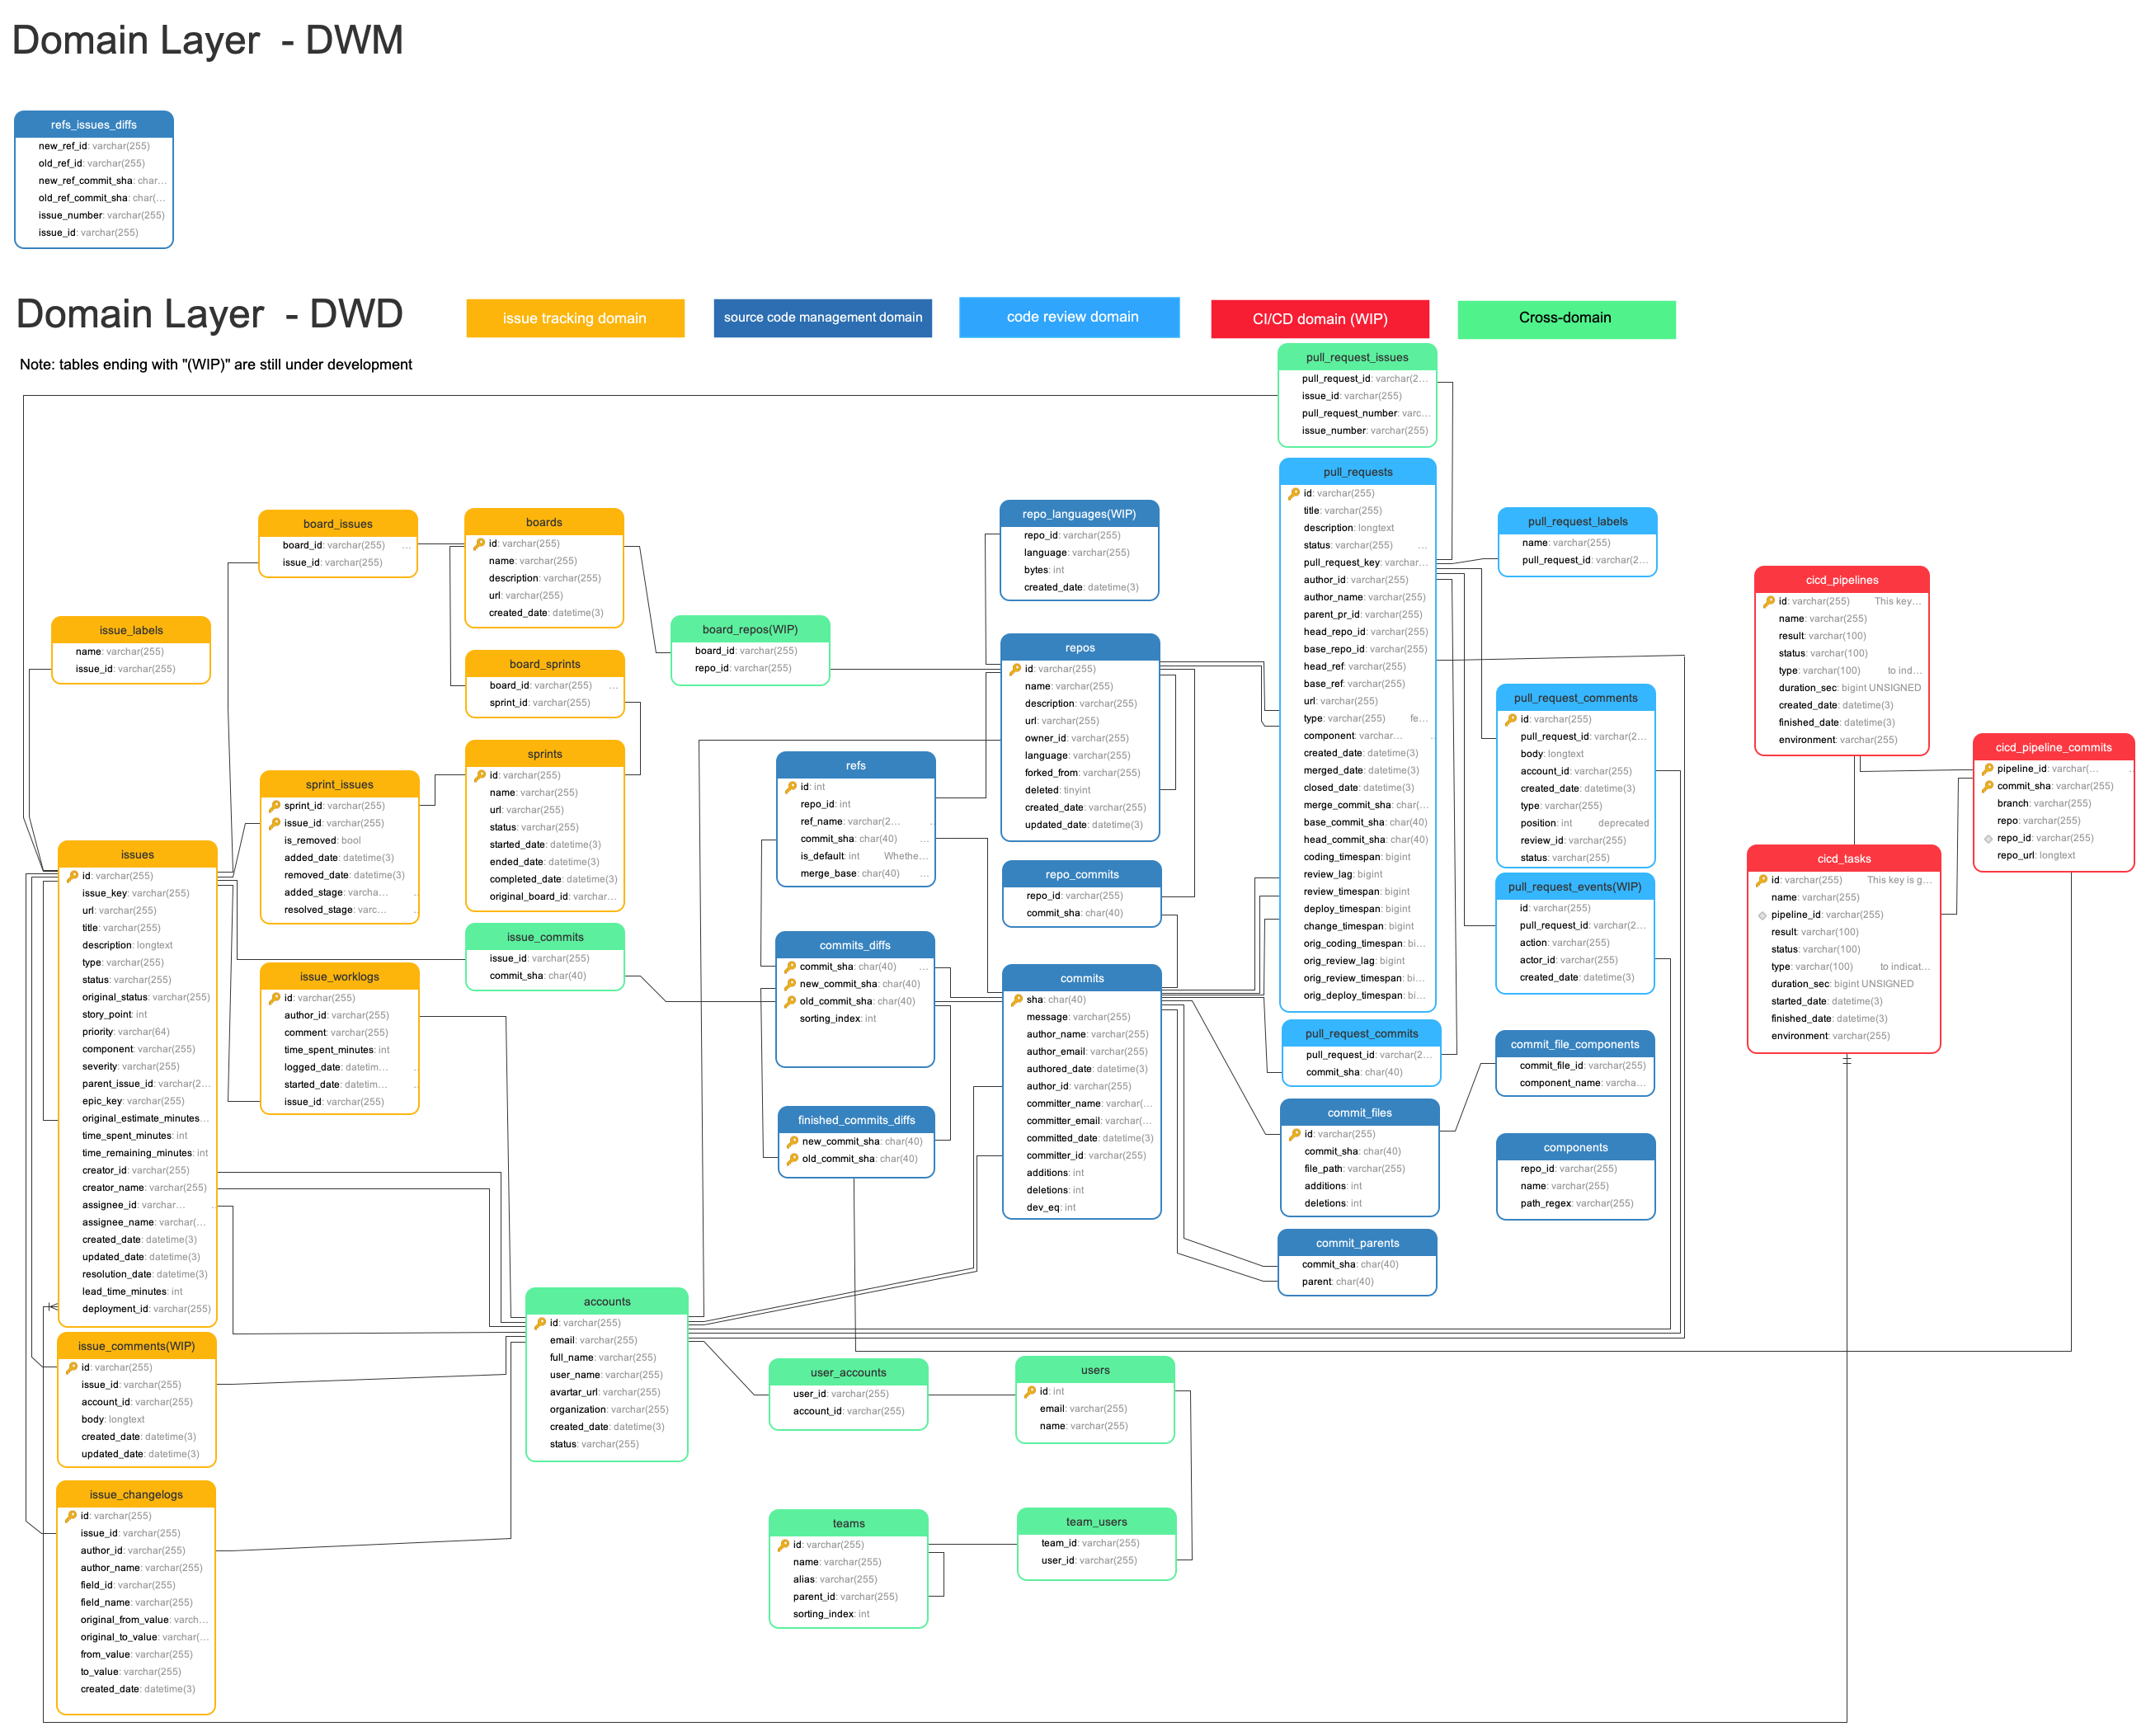 Domain Layer - DWM
refs_issues_diffs
new_ref_id: varchar(255)
old_ref_id: varchar(255)
new_ref_commit_sha: char...
old_ref_commit_sha: char(...
issue_number: varchar(255)
issue_id: varchar(255)
Domain Layer - DWD
issue tracking domain
source code management domain
code review domain
CI/CD domain (WIP)
Cross-domain
Note: tables ending with "(WIP)" are still under development
pull_request_issues
pull_request_id: varchar(2...
issue_id: varchar(255)
pull_request_number: varc...
issue_number: varchar(255)
board_issues
board_id: varchar(255) ...
issue_id: varchar(255)
boards
id: varchar(255)
name: varchar(255)
description: varchar(255)
url: varchar(255)
created_date: datetime(3)
repo_languages(WIP)
repo_id: varchar(255)
language: varchar(255)
bytes: int
created_date: datetime(3)
pull_requests
id: varchar(255)
title: varchar(255)
description: longtext
status: varchar(255) ...
pull_request_key: varchar...
author_id: varchar(255)
author_name: varchar(255)
parent_pr_id: varchar(255)
head_repo_id: varchar(255)
base_repo_id: varchar(255)
head_ref: varchar(255)
base_ref: varchar(255)
url: varchar(255)
type: varchar(255) fe...
component: varchar... ..
created_date: datetime(3)
merged_date: datetime(3)
closed_date: datetime(3)
merge_commit_sha: char(...
base_commit_sha: char(40)
head_commit_sha: char(40)
coding_timespan: bigint
review_lag: bigint
review_timespan: bigint
deploy_timespan: bigint
change_timespan: bigint
orig_coding_timespan: bi...
orig_review_lag: bigint
orig_review_timespan: bi...
orig_deploy_timespan: bi...
pull_request_labels
name: varchar(255)
pull_request_id: varchar(2...
cicd_pipelines
id: varchar(255) This key...
name: varchar(255)
result: varchar(100)
status: varchar(100)
type: varchar(100) to ind...
duration_sec: bigint UNSIGNED
created_date: datetime(3)
finished_date: datetime(3)
environment: varchar(255)
issue_labels
name: varchar(255)
issue_id: varchar(255)
board_sprints
board_id: varchar(255) ...
sprint_id: varchar(255)
board_repos(WIP)
board_id: varchar(255)
repo_id: varchar(255)
repos
id: varchar(255)
name: varchar(255)
description: varchar(255)
url: varchar(255)
owner_id: varchar(255)
language: varchar(255)
forked_from: varchar(255)
deleted: tinyint
created_date: varchar(255)
updated_date: datetime(3)
pull_request_comments
id: varchar(255)
pull_request_id: varchar(2...
body: longtext
account_id: varchar(255)
created_date: datetime(3)
type: varchar(255)
position: int deprecated
review_id: varchar(255)
status: varchar(255)
cicd_pipeline_commits
pipeline_id: varchar(... ..
commit_sha: varchar(255)
branch: varchar(255)
repo: varchar(255)
repo_id: varchar(255)
repo_url: longtext
sprint_issues
sprint_id: varchar(255)
issue_id: varchar(255)
is_removed: bool
added_date: datetime(3)
removed_date: datetime(3)
added_stage: varcha... ..
resolved_stage: varc... ..
sprints
id: varchar(255)
name: varchar(255)
url: varchar(255)
status: varchar(255)
started_date: datetime(3)
ended_date: datetime(3)
completed_date: datetime(3)
original_board_id: varchar...
refs
id: int
repo_id: int
ref_name: varchar(2... ..
commit_sha: char(40) ...
is_default: int Whethe...
merge_base: char(40) ...
issues
id: varchar(255)
issue_key: varchar(255)
url: varchar(255)
title: varchar(255)
description: longtext
type: varchar(255)
status: varchar(255)
original_status: varchar(255)
story_point: int
priority: varchar(64)
component: varchar(255)
severity: varchar(255)
parent_issue_id: varchar(2...
epic_key: varchar(255)
original_estimate_minutes...
time_spent_minutes: int
time_remaining_minutes: int
creator_id: varchar(255)
creator_name: varchar(255)
assignee_id: varchar... ..
assignee_name: varchar(...
created_date: datetime(3)
updated_date: datetime(3)
resolution_date: datetime(3)
lead_time_minutes: int
deployment_id: varchar(255)
repo_commits
repo_id: varchar(255)
commit_sha: char(40)
cicd_tasks
id: varchar(255) This key is g...
name: varchar(255)
pipeline_id: varchar(255)
result: varchar(100)
status: varchar(100)
type: varchar(100) to indicat...
duration_sec: bigint UNSIGNED
started_date: datetime(3)
finished_date: datetime(3)
environment: varchar(255)
pull_request_events(WIP)
id: varchar(255)
pull_request_id: varchar(2...
action: varchar(255)
actor_id: varchar(255)
created_date: datetime(3)
issue_commits
issue_id: varchar(255)
commit_sha: char(40)
commits_diffs
commit_sha: char(40) ...
new_commit_sha: char(40)
old_commit_sha: char(40)
sorting_index: int
issue_worklogs
id: varchar(255)
author_id: varchar(255)
comment: varchar(255)
time_spent_minutes: int
logged_date: datetim... ..
started_date: datetim... ..
issue_id: varchar(255)
commits
sha: char(40)
message: varchar(255)
author_name: varchar(255)
author_email: varchar(255)
authored_date: datetime(3)
author_id: varchar(255)
committer_name: varchar(...
committer_email: varchar(...
committed_date: datetime(3)
committer_id: varchar(255)
additions: int
deletions: int
dev_eq: int
pull_request_commits
pull_request_id: varchar(2...
commit_sha: char(40)
commit_file_components
commit_file_id: varchar(255)
component_name: varcha...
finished_commits_diffs
new_commit_sha: char(40)
old_commit_sha: char(40)
commit_files
id: varchar(255)
commit_sha: char(40)
file_path: varchar(255)
additions: int
deletions: int
components
repo_id: varchar(255)
name: varchar(255)
path_regex: varchar(255)
commit_parents
commit_sha: char(40)
parent: char(40)
accounts
id: varchar(255)
email: varchar(255)
full_name: varchar(255)
user_name: varchar(255)
avartar_url: varchar(255)
organization: varchar(255)
created_date: datetime(3)
status: varchar(255)
issue_comments(WIP)
id: varchar(255)
issue_id: varchar(255)
account_id: varchar(255)
body: longtext
created_date: datetime(3)
updated_date: datetime(3)
user_accounts
user_id: varchar(255)
account_id: varchar(255)
users
id: int
email: varchar(255)
name: varchar(255)
issue_changelogs
id: varchar(255)
issue_id: varchar(255)
author_id: varchar(255)
author_name: varchar(255)
field_id: varchar(255)
field_name: varchar(255)
original_from_value: varch...
original_to_value: varchar(...
from_value: varchar(255)
to_value: varchar(255)
created_date: datetime(3)
teams
id: varchar(255)
name: varchar(255)
alias: varchar(255)
parent_id: varchar(255)
sorting_index: int
team_users
team_id: varchar(255)
user_id: varchar(255)